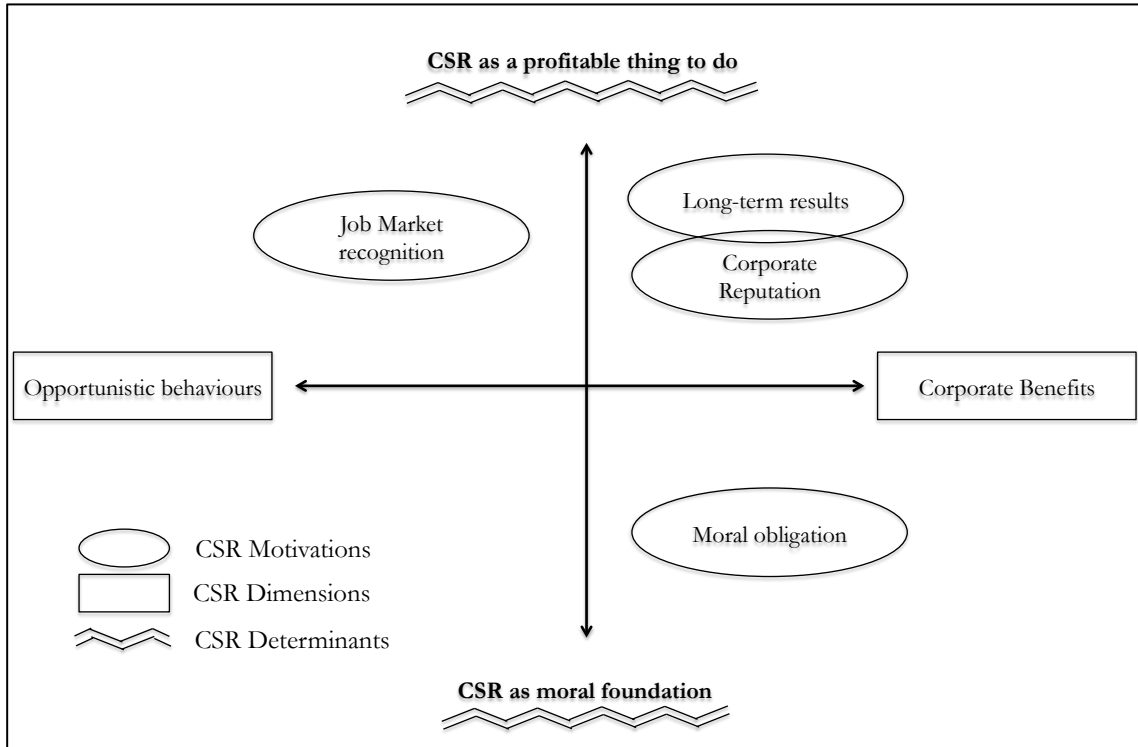 CSR as a profitable thing to do
Long-term results
Job Market
recognition
Corporate
Reputation
Opportunistic behaviours
Corporate Benefits
Moral obligation
CSR Motivations
CSR Dimensions
CSR Determinants
CSR as moral foundation